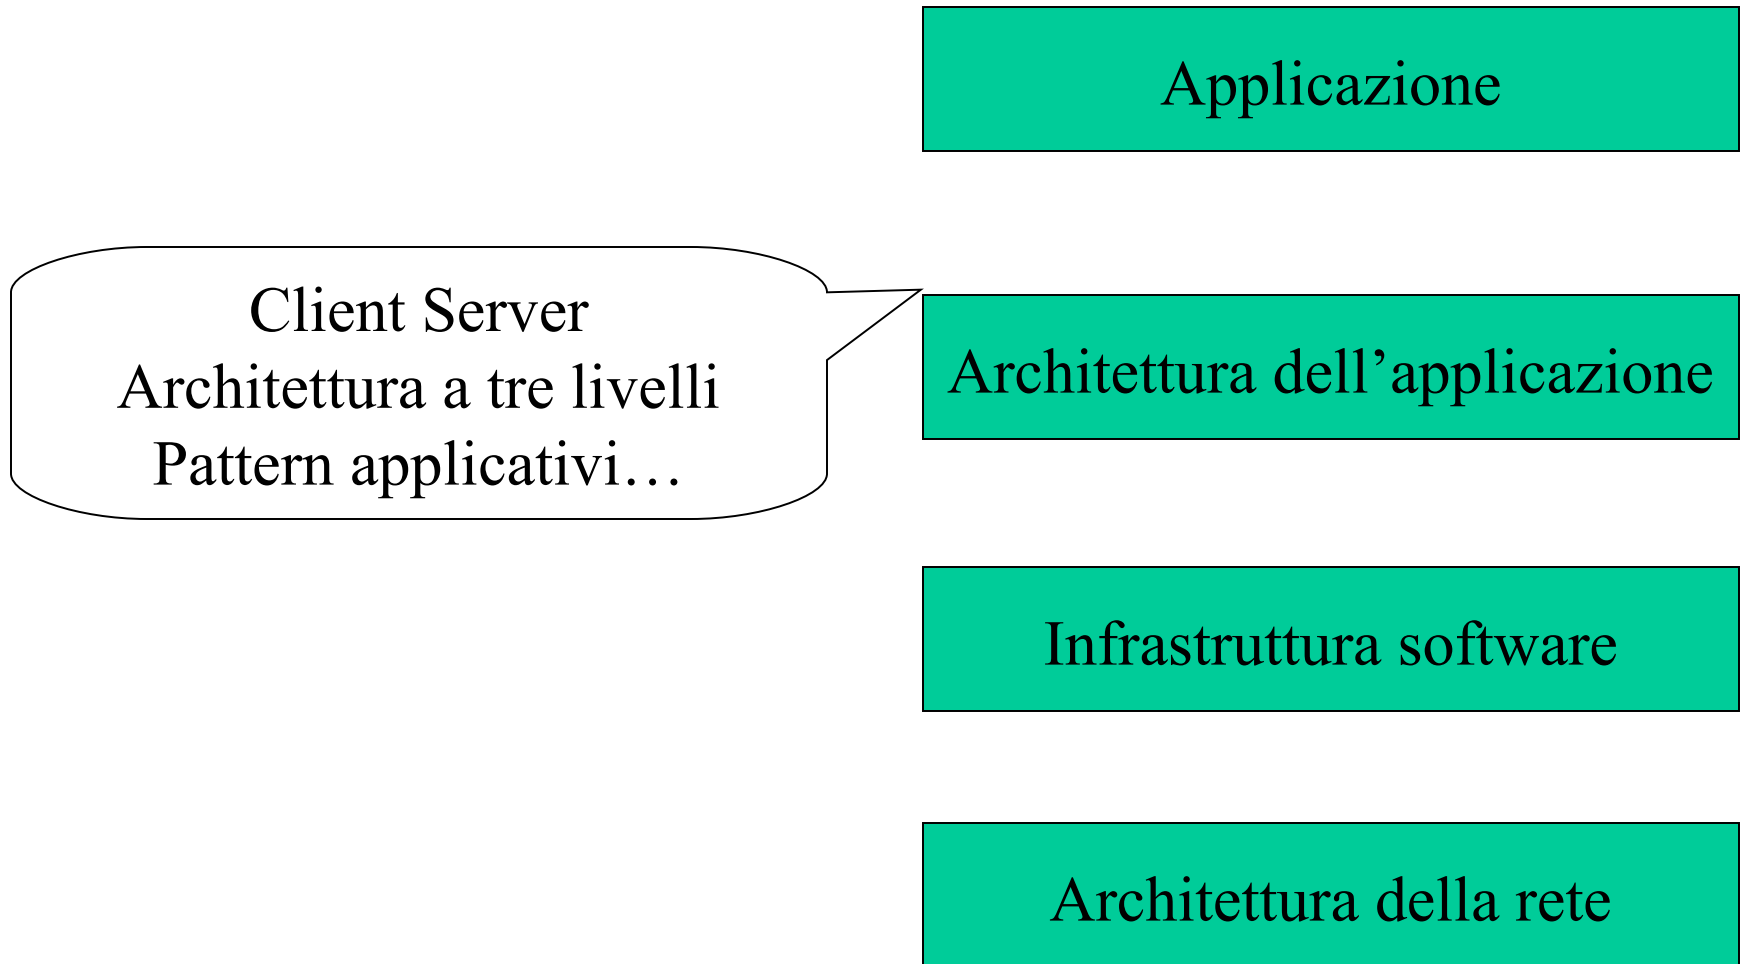 Applicazione
Client Server
Architettura a tre livelli
Pattern applicativi…
Architettura dell’applicazione
Infrastruttura software
Architettura della rete